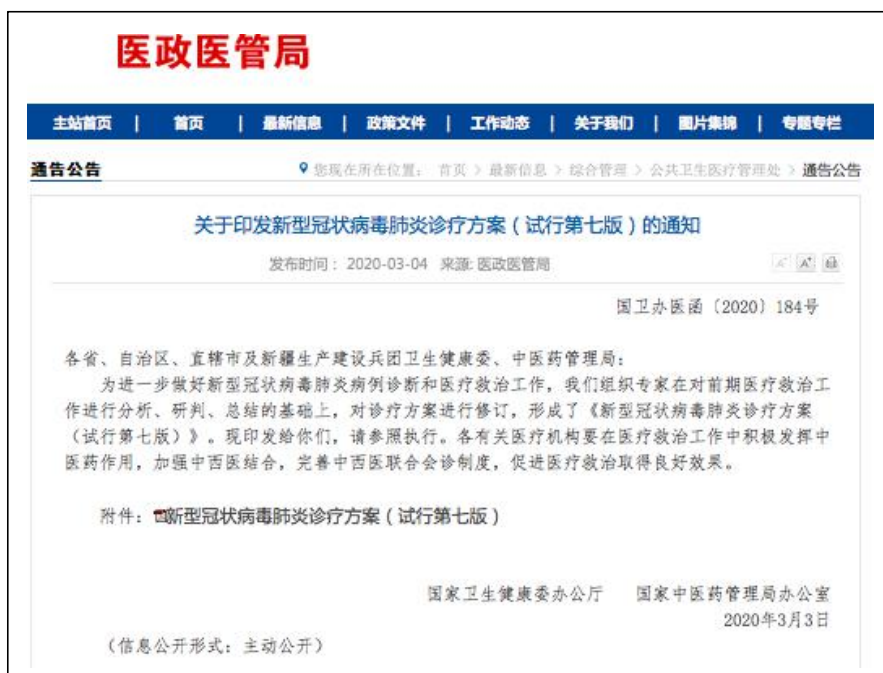 医政医管局
主站首页 | 首页 | 最新信息 | 政策文件 | 工作动态 | 关于我们 | 图片集锦 | 专题专栏
通告公告 您现在所在位置: 首页 > 最新信息 > 综合管理 > 公共卫生医疗管理处 > 通告公告
关于印发新型冠状病毒肺炎诊疗方案（试行第七版）的通知
发布时间： 2020-03-04 来源: 医政医管局
国卫办医函〔2020〕184号
各省、自治区、直辖市及新疆生产建设兵团卫生健康委、中医药管理局：
为进一步做好新型冠状病毒肺炎病例诊断和医疗救治工作，我们组织专家在对前期医疗救治工
作进行分析、研判、总结的基础上，对诊疗方案进行修订，形成了《新型冠状病毒肺炎诊疗方案
（试行第七版）》。现印发给你们，请参照执行。各有关医疗机构要在医疗救治工作中积极发挥中
医药作用，加强中西医结合，完善中西医联合会诊制度，促进医疗救治取得良好效果。
附件：新型冠状病毒肺炎诊疗方案（试行第七版）
国家卫生健康委办公厅 国家中医药管理局办公室
2020年3月3日
（信息公开形式：主动公开）